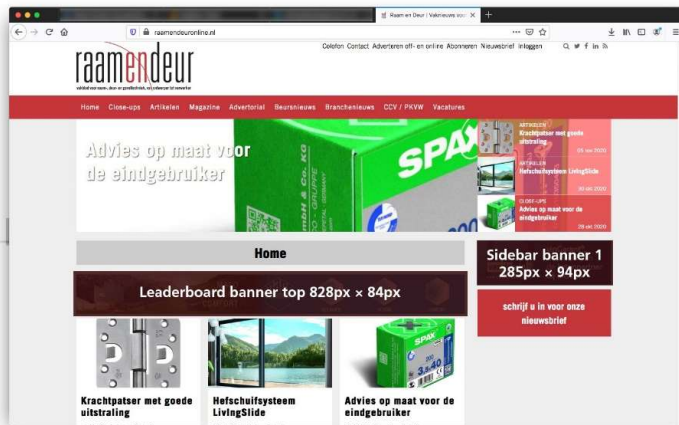 Raam en Deur | Vaknieuws voor
raamendeuronline.nl
raamendeur
Colofon Contact Adverteren off- en online Abonneren Nieuwsbrief Inloggen
Home Close-ups Artikelen Magazine Advertorial Beursnieuws Branchenieuws CCV / PKVW Vacatures
Advies op maat voor
de eindgebruiker
SPAX
ARTIKELEN
Krachtpatser met goede
uitstraling
ARTIKELEN
Hefschuifsysteem LivIngSlide
CLOSE-UPS
Advies op maat voor de
eindgebruiker
Home
Sidebar banner 1
285px × 94px
Leaderboard banner top 828px × 84px
schrijf u in voor onze
nieuwsbrief
SPAX
Krachtpatser met goede
uitstraling
Hefschuifsysteem
LivIngSlide
Advies op maat voor de
eindgebruiker